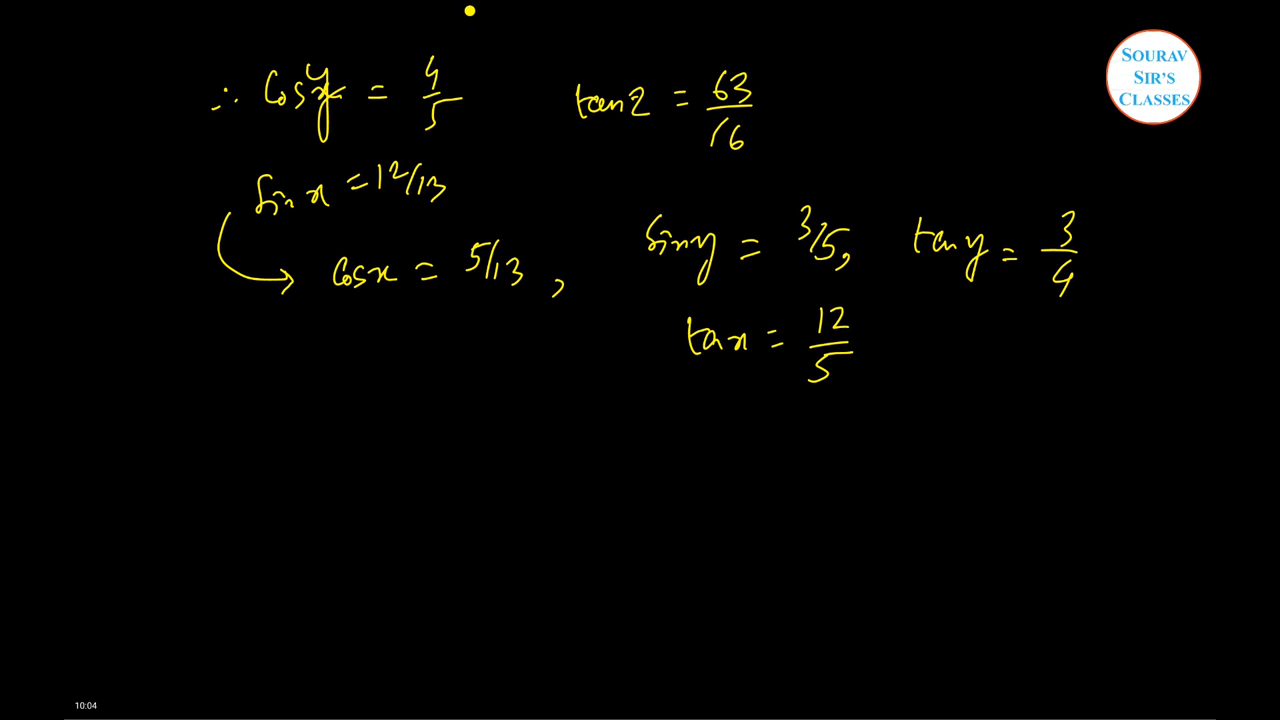 ∴ cos y = 4/5
tan z = 63/16
SOURAV
SIR'S
CLASSES
sin x = 12/13
cos x = 5/13 ,
sin y = 3/5, tan y = 3/4
tan x = 12/5
10:04